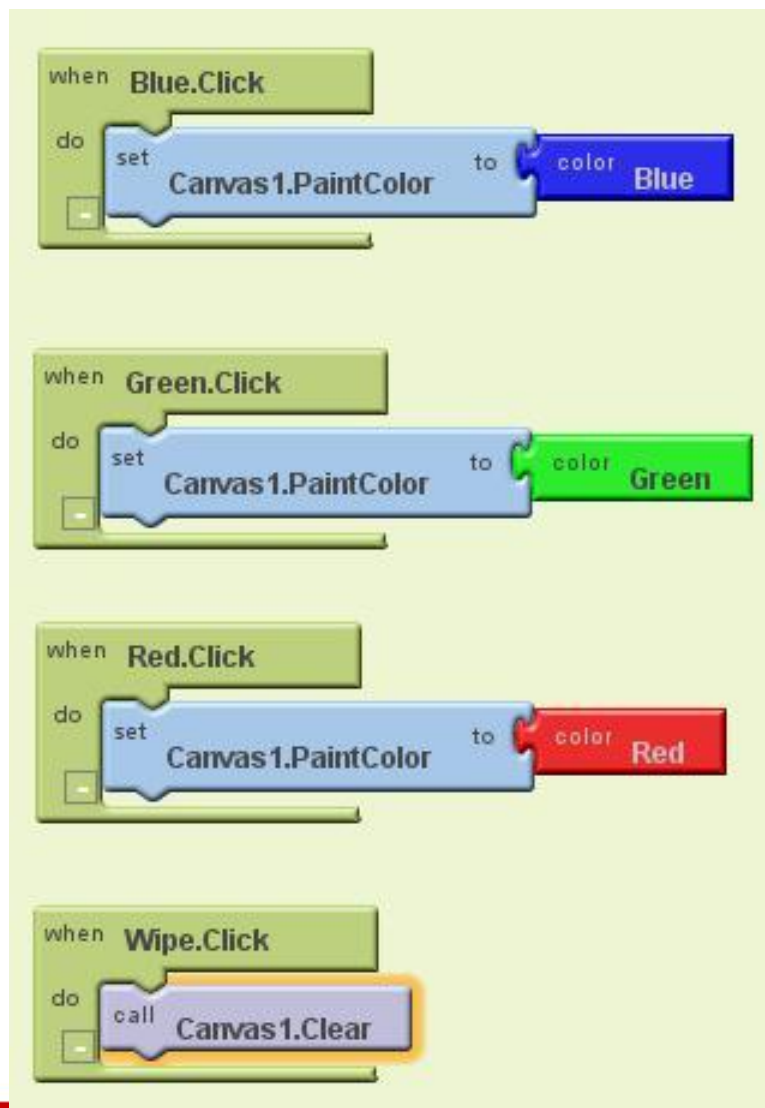 when Blue.Click
do set Canvas1.PaintColor to color Blue
-
when Green.Click
do set Canvas1.PaintColor to color Green
-
when Red.Click
do set Canvas1.PaintColor to color Red
-
when Wipe.Click
do call Canvas1.Clear
-